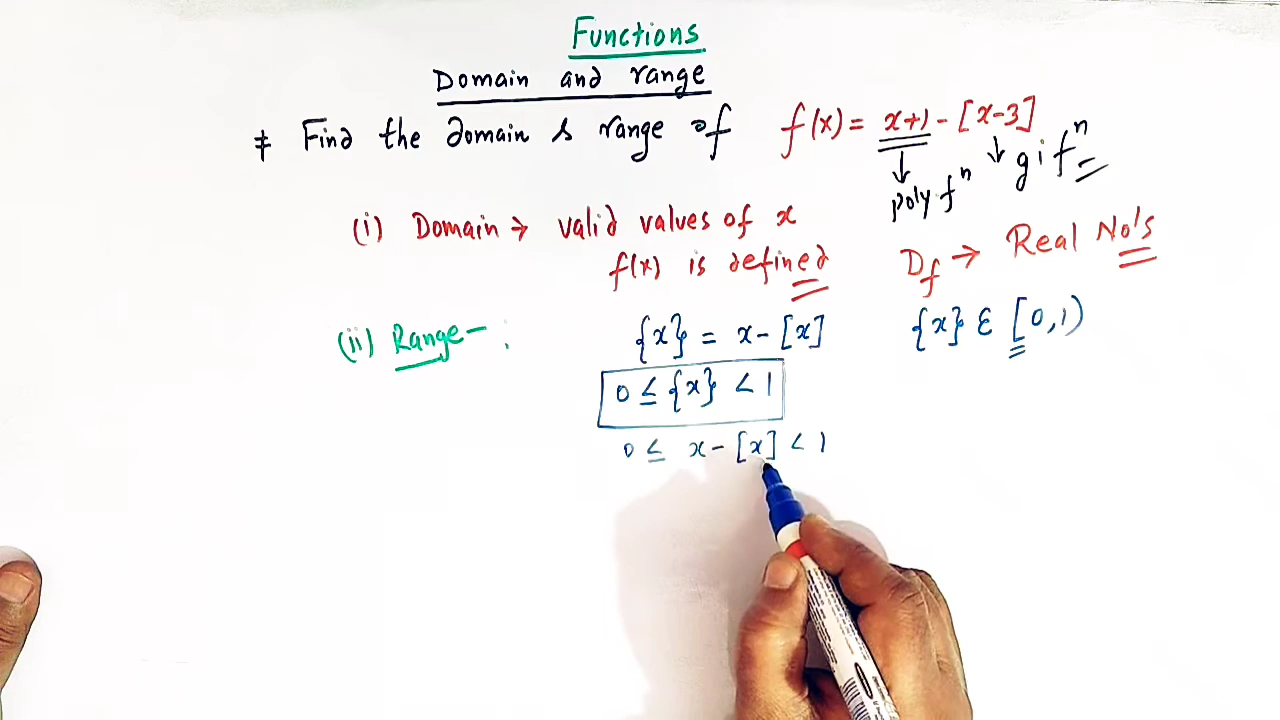 Functions
Domain and range
≠ Find the domain & range of f(x) = x+1 - [x-3]
↓ poly fⁿ
↓ gif ⁿ
(i) Domain → valid values of x
f(x) is defined
D_f → Real No's
(ii) Range - :
{x} = x - [x]
{x} ε [0,1)
0 ≤ {x} < 1
0 ≤ x - [x] < 1